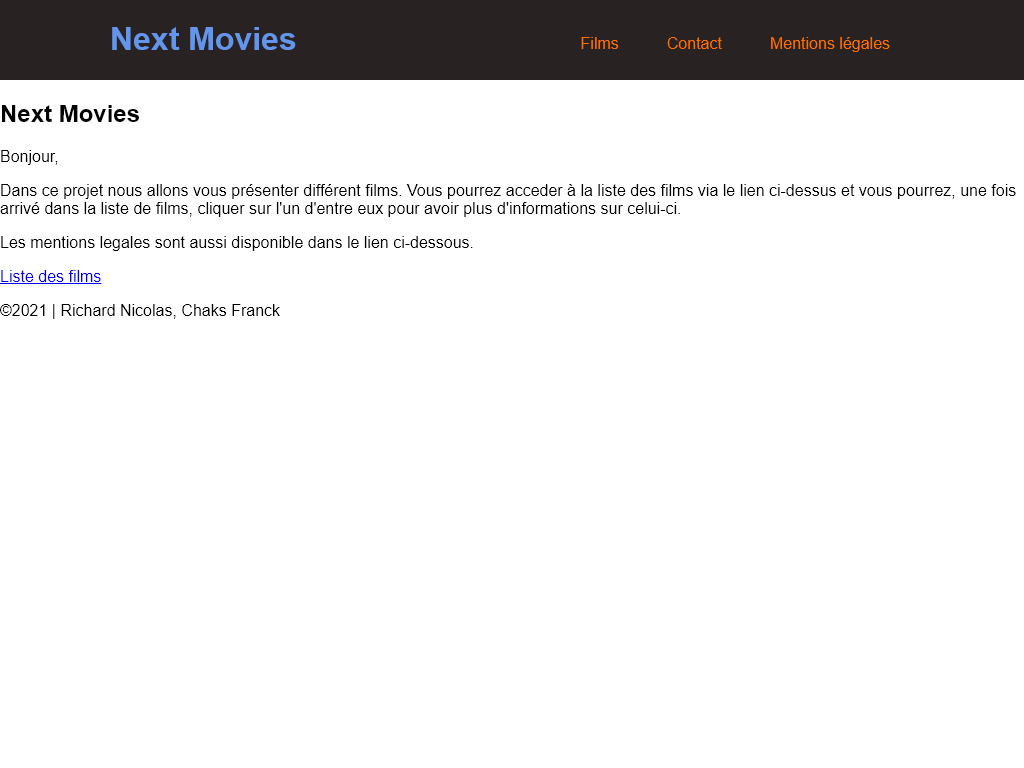 Next Movies
Films Contact Mentions légales
Next Movies
Bonjour,
Dans ce projet nous allons vous présenter différent films. Vous pourrez acceder à la liste des films via le lien ci-dessus et vous pourrez, une fois
arrivé dans la liste de films, cliquer sur l'un d'entre eux pour avoir plus d'informations sur celui-ci.
Les mentions legales sont aussi disponible dans le lien ci-dessous.
Liste des films
©2021 | Richard Nicolas, Chaks Franck